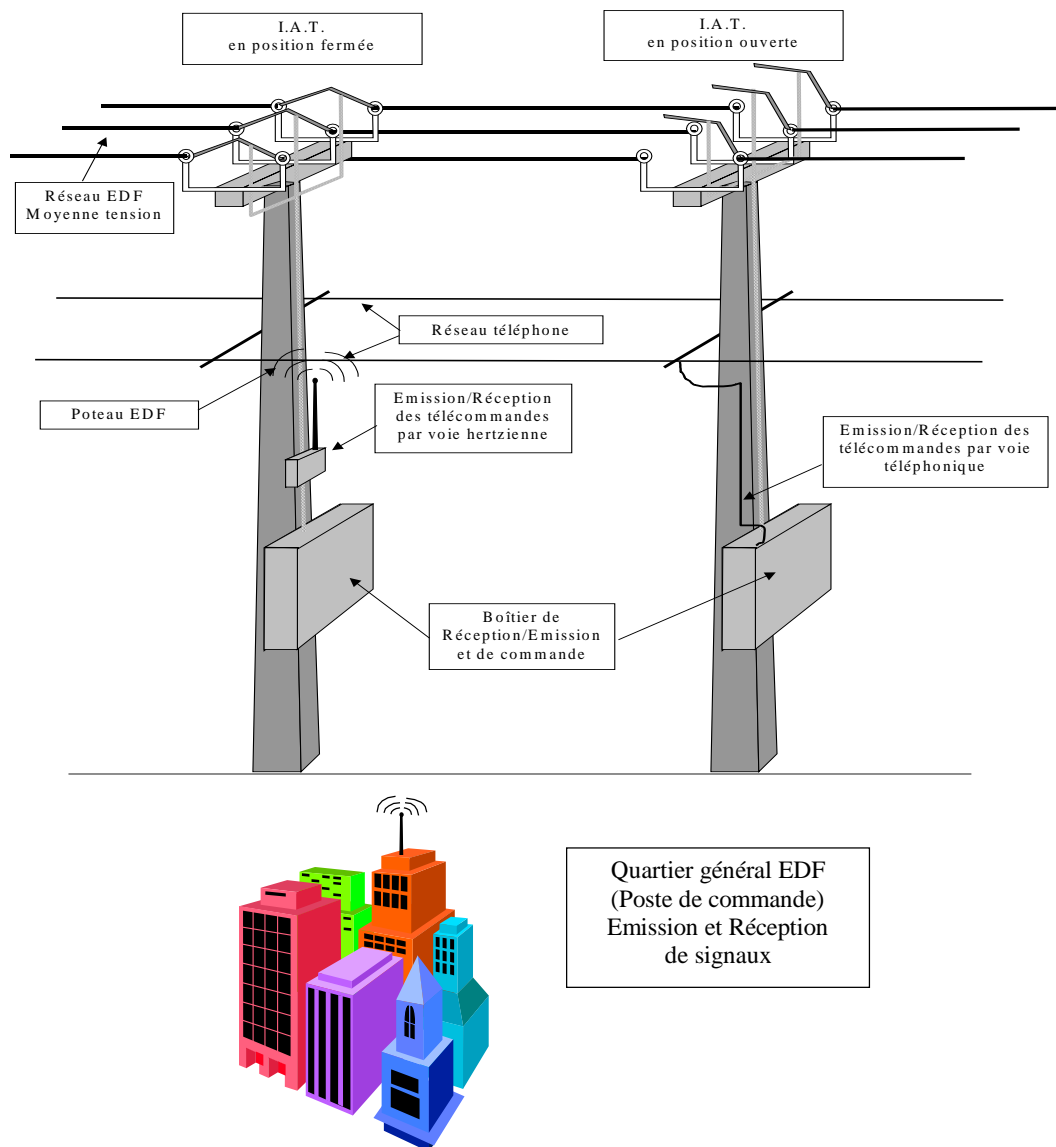 I.A.T.
en position fermée
I.A.T.
en position ouverte
Réseau EDF
Moyenne tension
Réseau téléphone
Poteau EDF
Emission/Réception
des télécommandes
par voie hertzienne
Emission/Réception des
télécommandes par voie
téléphonique
Boîtier de
Réception/Emission
et de commande
Quartier général EDF
(Poste de commande)
Emission et Réception
de signaux